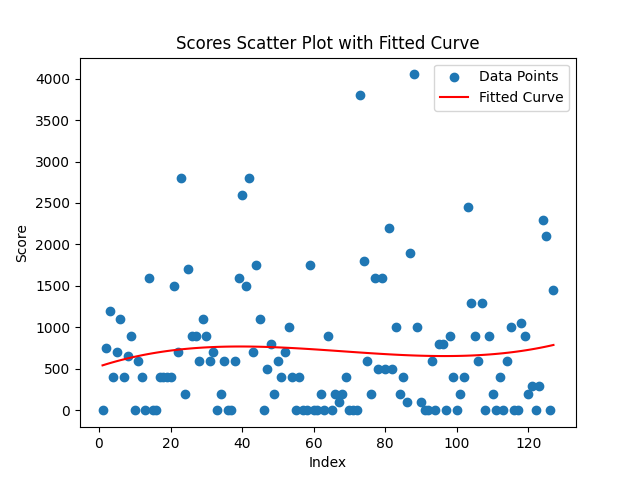 Scores Scatter Plot with Fitted Curve
Data Points
Fitted Curve
4000
3500
3000
2500
2000
1500
1000
500
0
Score
0 20 40 60 80 100 120
Index